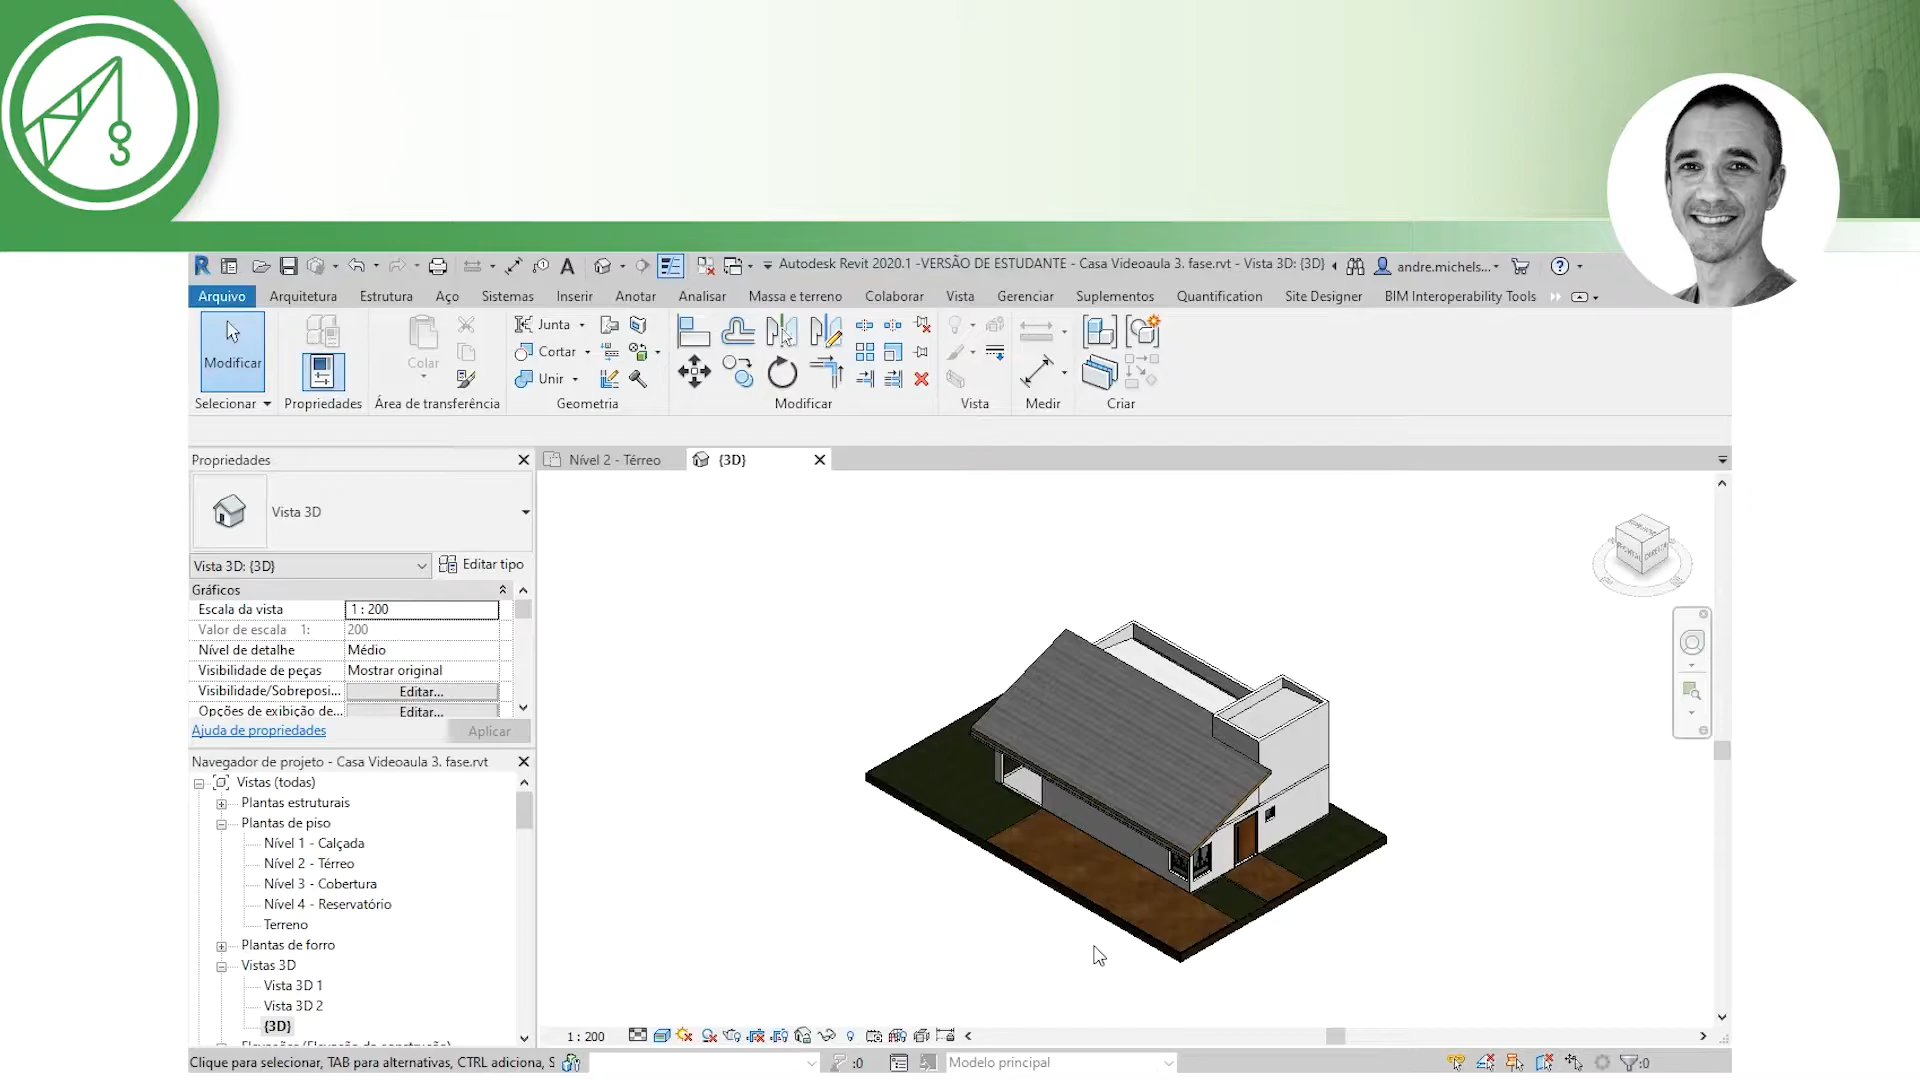 Autodesk Revit 2020.1 -VERSÃO DE ESTUDANTE - Casa Videoaula 3. fase.rvt - Vista 3D: {3D}
andre.michels...
Arquivo Arquitetura Estrutura Aço Sistemas Inserir Anotar Analisar Massa e terreno Colaborar Vista Gerenciar Suplementos Quantification Site Designer BIM Interoperability Tools
Modificar
Colar
Junta
Cortar
Unir
Selecionar Propriedades Área de transferência Geometria Modificar Vista Medir Criar
Propriedades
Nível 2 - Térreo
{3D}
Vista 3D
Vista 3D: {3D}
Editar tipo
Gráficos
Escala da vista 1 : 200
Valor de escala 1: 200
Nível de detalhe Médio
Visibilidade de peças Mostrar original
Visibilidade/Sobreposi... Editar...
Opções de exibição de... Editar...
Ajuda de propriedades Aplicar
Navegador de projeto - Casa Videoaula 3. fase.rvt
Vistas (todas)
Plantas estruturais
Plantas de piso
Nível 1 - Calçada
Nível 2 - Térreo
Nível 3 - Cobertura
Nível 4 - Reservatório
Terreno
Plantas de forro
Vistas 3D
Vista 3D 1
Vista 3D 2
{3D}
1 : 200
Clique para selecionar, TAB para alternativas, CTRL adiciona, S
:0
Modelo principal
:0